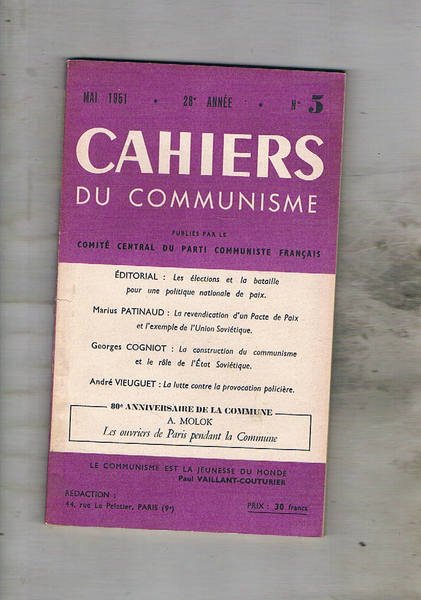 MAI 1951 • 28e ANNÉE • N° 5
CAHIERS
DU COMMUNISME
PUBLIÉS PAR LE
COMITÉ CENTRAL DU PARTI COMMUNISTE FRANÇAIS
ÉDITORIAL : Les élections et la bataille
pour une politique nationale de paix.
Marius PATINAUD : La revendication d'un Pacte de Paix
et l'exemple de l'Union Soviétique.
Georges COGNIOT : La construction du communisme
et le rôle de l'État Soviétique.
André VIEUGUET : La lutte contre la provocation policière.
80e ANNIVERSAIRE DE LA COMMUNE
A. MOLOK
Les ouvriers de Paris pendant la Commune
LE COMMUNISME EST LA JEUNESSE DU MONDE
Paul VAILLANT-COUTURIER
RÉDACTION :
44, rue Le Peletier, PARIS (9e)
PRIX : 30 francs